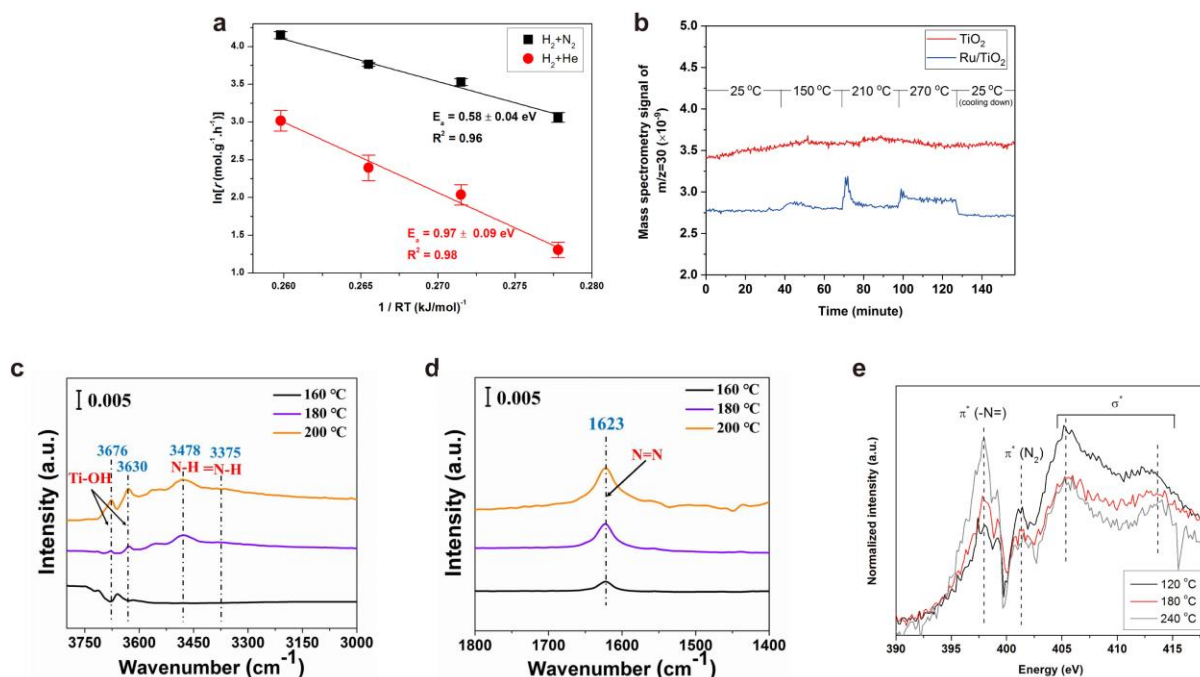 a
4.0
3.5
3.0
2.5
2.0
1.5
1.0
ln[r (mol.g⁻¹.h⁻¹)]
H₂+N₂
H₂+He
Eₐ = 0.58 ± 0.04 eV
R² = 0.96
Eₐ = 0.97 ± 0.09 eV
R² = 0.98
0.260 0.265 0.270 0.275 0.280
1 / RT (kJ/mol)⁻¹
b
5.0
4.5
4.0
3.5
3.0
2.5
2.0
Mass spectrometry signal of
m/z=30 (×10⁻⁹)
TiO₂
Ru/TiO₂
25 °C 150 °C 210 °C 270 °C 25 °C
(cooling down)
0 20 40 60 80 100 120 140
Time (minute)
c
0.005
160 °C
180 °C
200 °C
3676 3630 3478 3375
Ti-OH N-H =N-H
Intensity (a.u.)
3750 3600 3450 3300 3150 3000
Wavenumber (cm⁻¹)
d
0.005
160 °C
180 °C
200 °C
1623
N=N
Intensity (a.u.)
1800 1700 1600 1500 1400
Wavenumber (cm⁻¹)
e
π* (-N=)
π* (N₂)
σ*
Normalized intensity (a.u.)
120 °C
180 °C
240 °C
390 395 400 405 410 415
Energy (eV)